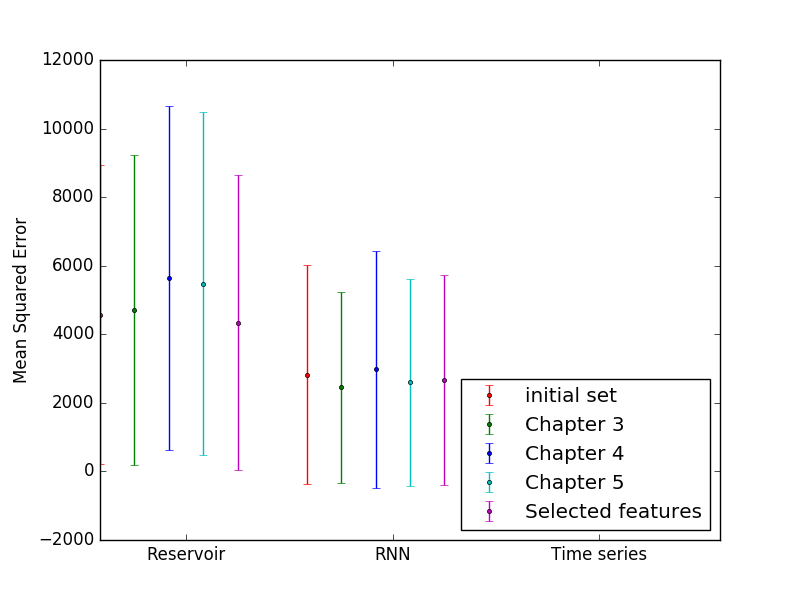 12000
10000
8000
6000
4000
2000
0
−2000
Mean Squared Error
Reservoir
RNN
Time series
initial set
Chapter 3
Chapter 4
Chapter 5
Selected features